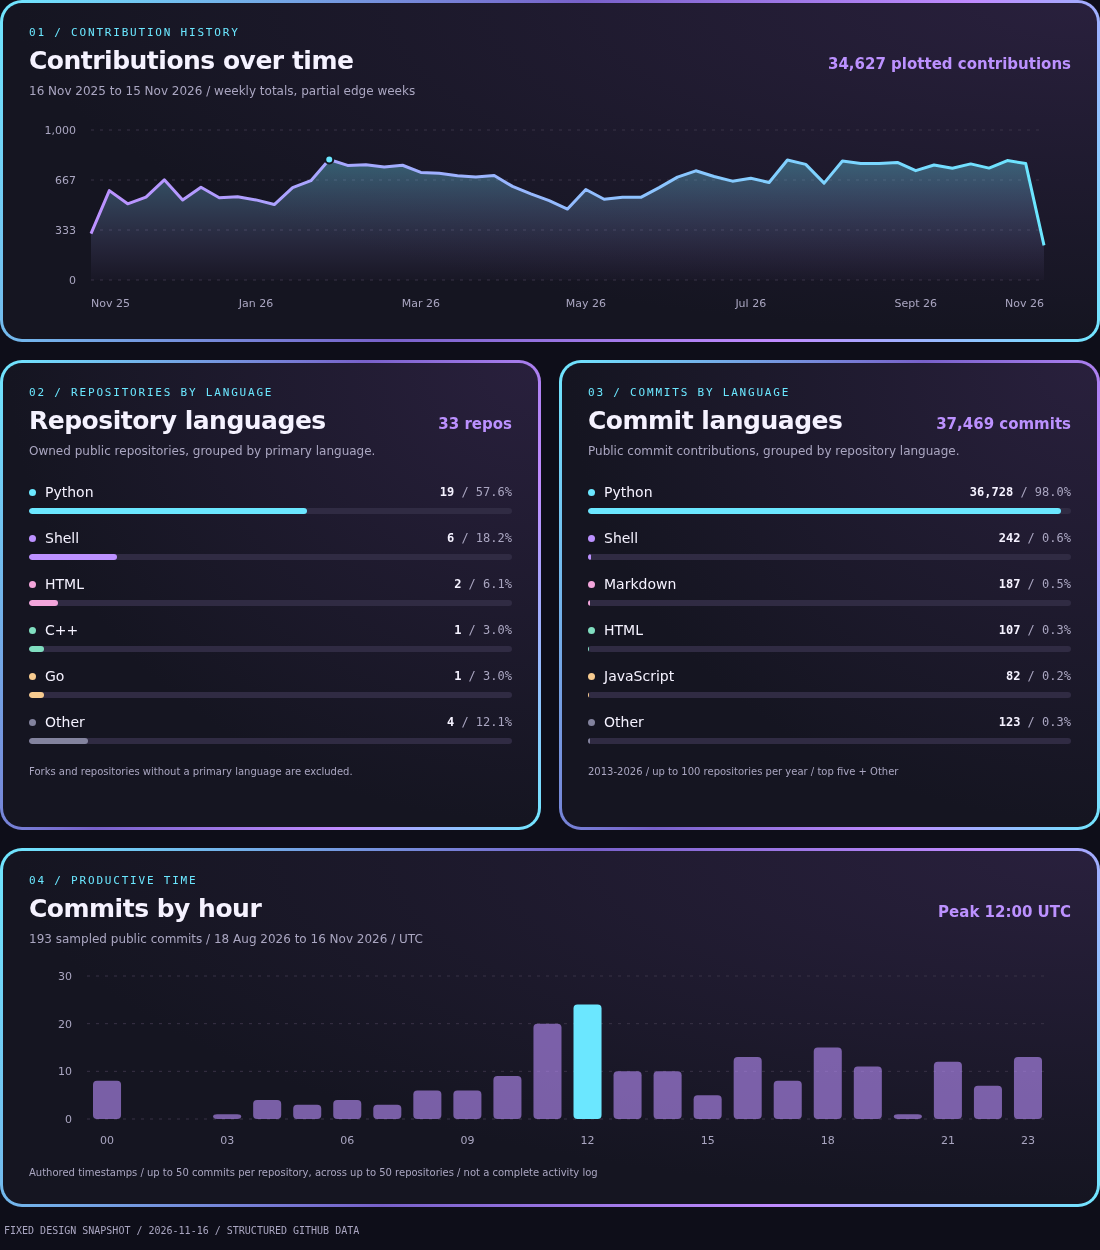 01 / CONTRIBUTION HISTORY
Contributions over time
34,627 plotted contributions
16 Nov 2025 to 15 Nov 2026 / weekly totals, partial edge weeks
1,000
667
333
0
Nov 25 Jan 26 Mar 26 May 26 Jul 26 Sept 26 Nov 26
02 / REPOSITORIES BY LANGUAGE
Repository languages
33 repos
Owned public repositories, grouped by primary language.
Python 19 / 57.6%
Shell 6 / 18.2%
HTML 2 / 6.1%
C++ 1 / 3.0%
Go 1 / 3.0%
Other 4 / 12.1%
Forks and repositories without a primary language are excluded.
03 / COMMITS BY LANGUAGE
Commit languages
37,469 commits
Public commit contributions, grouped by repository language.
Python 36,728 / 98.0%
Shell 242 / 0.6%
Markdown 187 / 0.5%
HTML 107 / 0.3%
JavaScript 82 / 0.2%
Other 123 / 0.3%
2013-2026 / up to 100 repositories per year / top five + Other
04 / PRODUCTIVE TIME
Commits by hour
Peak 12:00 UTC
193 sampled public commits / 18 Aug 2026 to 16 Nov 2026 / UTC
30
20
10
0
00 03 06 09 12 15 18 21 23
Authored timestamps / up to 50 commits per repository, across up to 50 repositories / not a complete activity log
FIXED DESIGN SNAPSHOT / 2026-11-16 / STRUCTURED GITHUB DATA